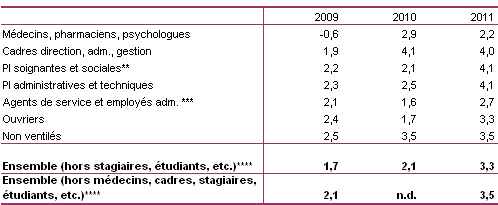 2009 2010 2011
Médecins, pharmaciens, psychologues -0,6 2,9 2,2
Cadres direction, adm., gestion 1,9 4,1 4,0
PI soignantes et sociales** 2,2 2,1 4,1
PI administratives et techniques 2,3 2,5 4,1
Agents de service et employés adm. *** 2,1 1,6 2,7
Ouvriers 2,4 1,7 3,3
Non ventilés 2,5 3,5 3,5
Ensemble (hors stagiaires, étudiants, etc.)**** 1,7 2,1 3,3
Ensemble (hors médecins, cadres, stagiaires,
étudiants, etc.)**** 2,1 n.d. 3,5